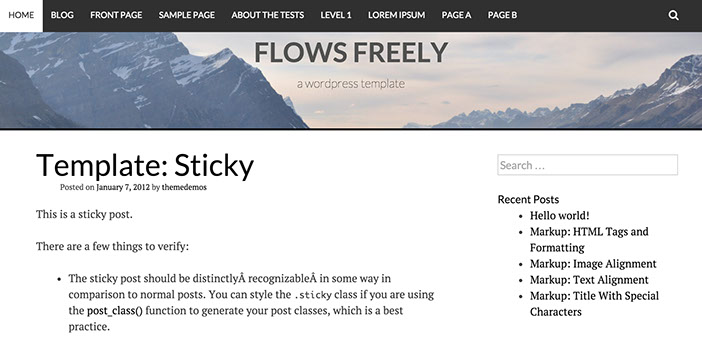 HOME BLOG FRONT PAGE SAMPLE PAGE ABOUT THE TESTS LEVEL 1 LOREM IPSUM PAGE A PAGE B
FLOWS FREELY
a wordpress template
Template: Sticky
Posted on January 7, 2012 by themedemos
This is a sticky post.
There are a few things to verify:
• The sticky post should be distinctlyÂ recognizableÂ in some way in
comparison to normal posts. You can style the .sticky class if you are using
the post_class() function to generate your post classes, which is a best
practice.
Search …
Recent Posts
• Hello world!
• Markup: HTML Tags and
Formatting
• Markup: Image Alignment
• Markup: Text Alignment
• Markup: Title With Special
Characters